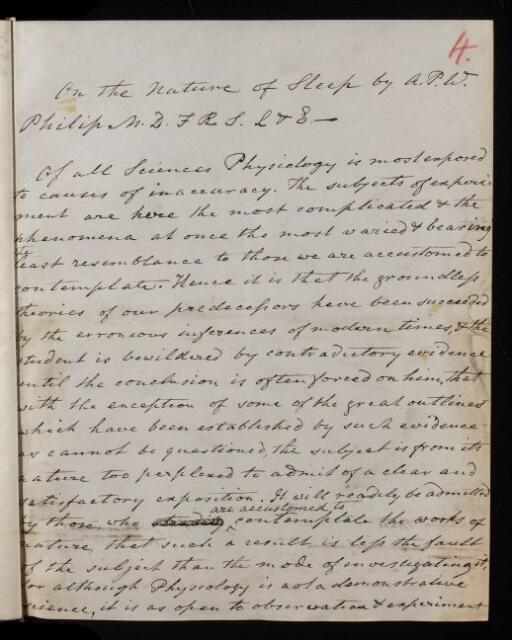 4.
On the Nature of Sleep by A.P.W.
Philip M.D. F R S. L & E. —
Of all Sciences Physiology is most exposed
to causes of inaccuracy. The subjects of experi-
ment are here the most complicated & the
phenomena at once the most varied & bearing
the
least resemblance to those we are accustomed to
contemplate. Hence it is that the groundless
theories of our predecessors have been succeeded
by the erroneous inferences of modern times, & the
student is bewildered by contradictory evidence
until the conclusion is often forced on him, that
with the exception of some of the great outlines
which have been established by such evidence
as cannot be questioned, the subject is from its
nature too perplexed to admit of a clear and
satisfactory exposition. It will readily be admitted
are accustomed to
by those who contemplate the works of
nature, that such a result is less the fault
of the subject than the mode of investigating it,
for although Physiology is not a demonstrative
science, it is as open to observation & experiment